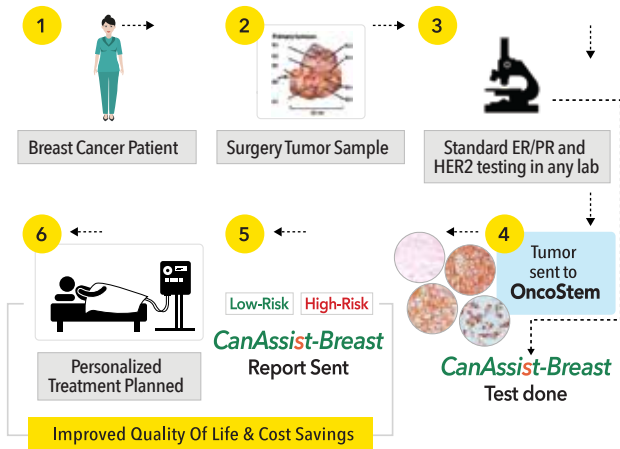 1
2
3
Primary tumour
Breast Cancer Patient
Surgery Tumor Sample
Standard ER/PR and
HER2 testing in any lab
6
5
4
Tumor
sent to
OncoStem
Low-Risk High-Risk
CanAssist-Breast
Report Sent
CanAssist-Breast
Test done
Personalized
Treatment Planned
Improved Quality Of Life & Cost Savings